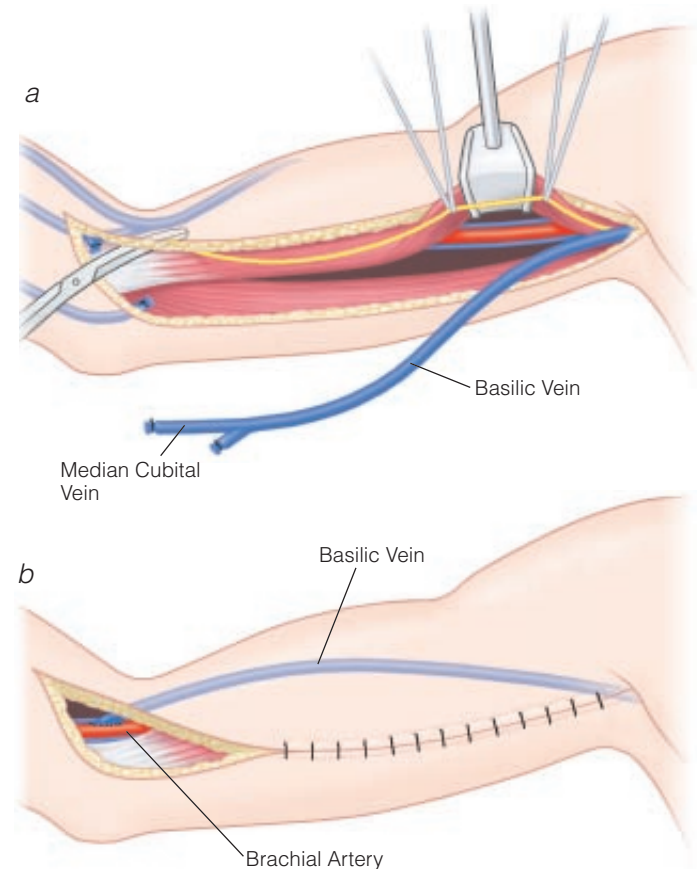 a
Basilic Vein
Median Cubital
Vein
b
Basilic Vein
Brachial Artery